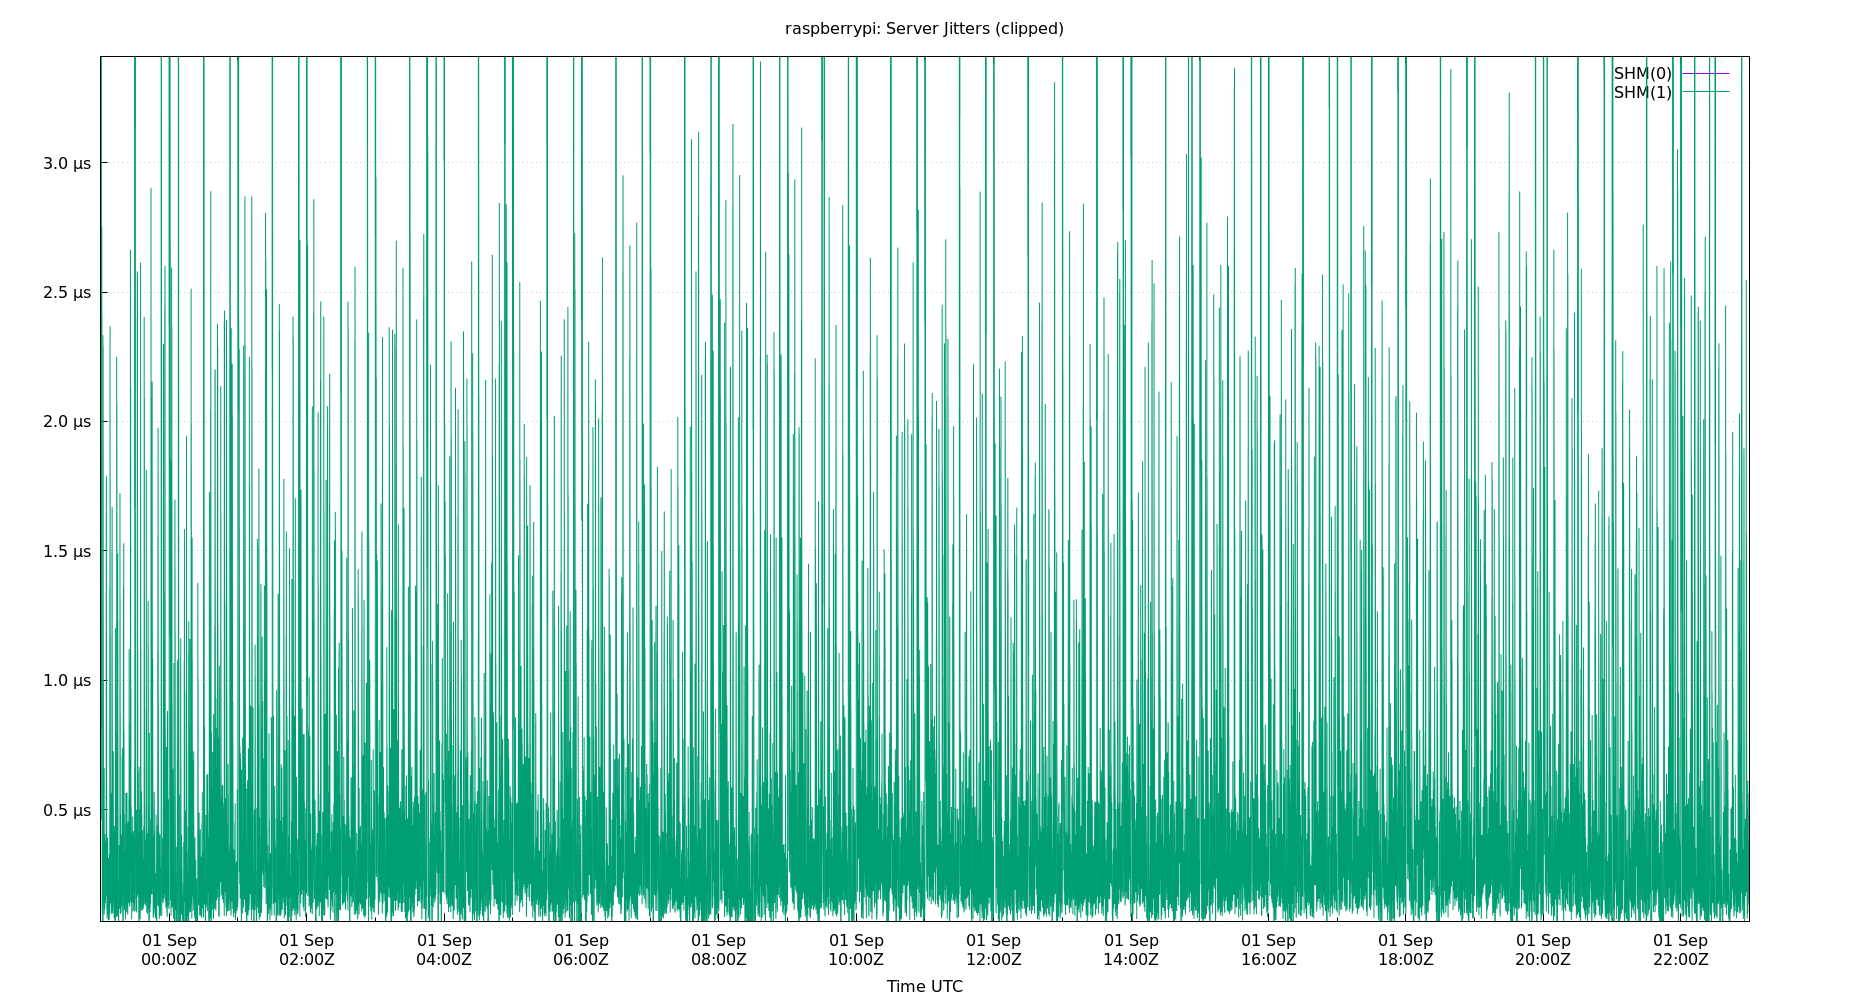 raspberrypi: Server Jitters (clipped)
SHM(0)
SHM(1)
3.0 µs
2.5 µs
2.0 µs
1.5 µs
1.0 µs
0.5 µs
01 Sep 01 Sep 01 Sep 01 Sep 01 Sep 01 Sep 01 Sep 01 Sep 01 Sep 01 Sep 01 Sep 01 Sep
00:00Z 02:00Z 04:00Z 06:00Z 08:00Z 10:00Z 12:00Z 14:00Z 16:00Z 18:00Z 20:00Z 22:00Z
Time UTC